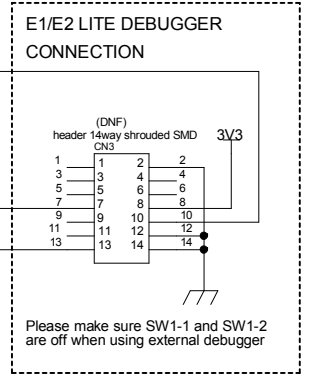 E1/E2 LITE DEBUGGER
CONNECTION
(DNF)
header 14way shrouded SMD
3V3
CN3
1 1 2 2
3 3 4 4
5 5 6 6
7 7 8 8
9 9 10 10
11 11 12 12
13 13 14 14
Please make sure SW1-1 and SW1-2
are off when using external debugger